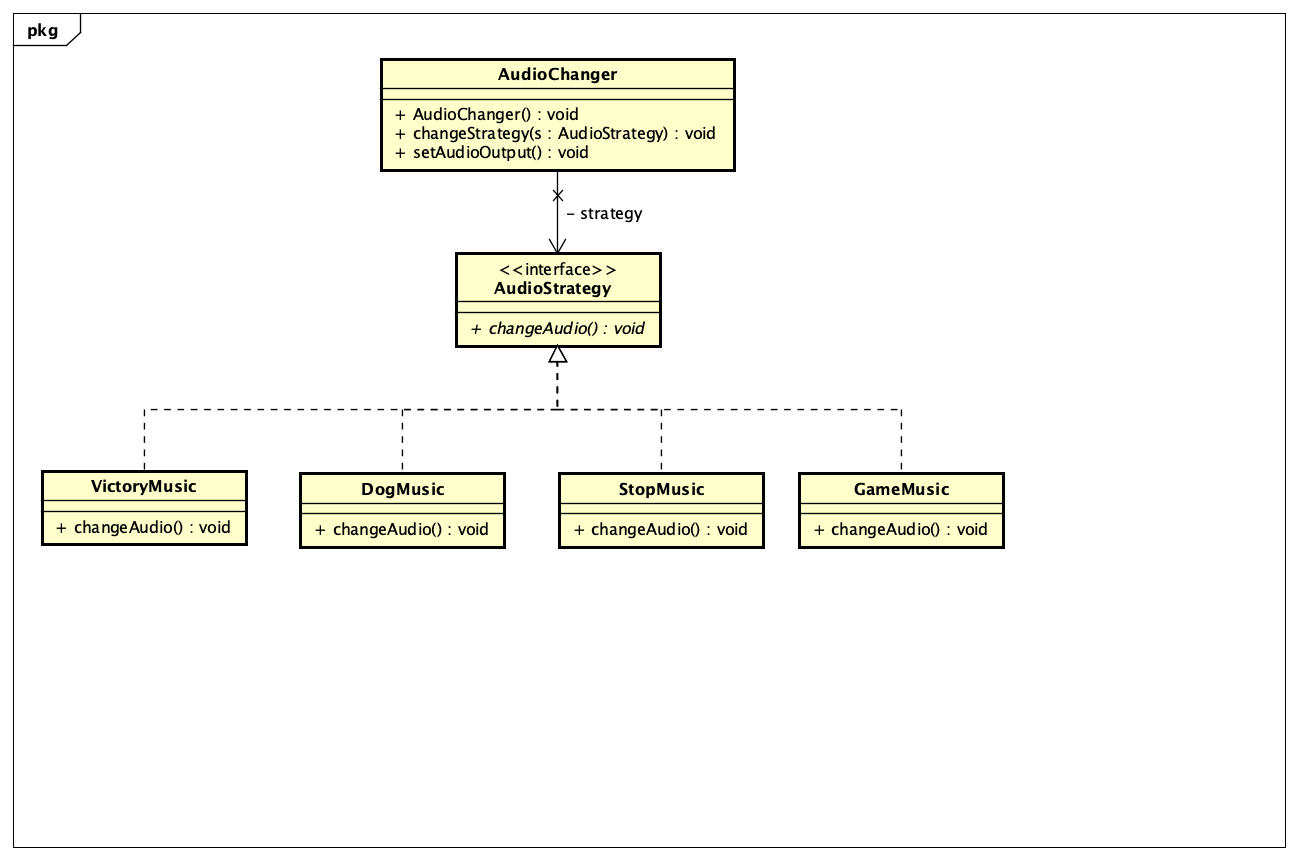 pkg
AudioChanger
+ AudioChanger() : void
+ changeStrategy(s : AudioStrategy) : void
+ setAudioOutput() : void
- strategy
<<interface>>
AudioStrategy
+ changeAudio() : void
VictoryMusic
+ changeAudio() : void
DogMusic
+ changeAudio() : void
StopMusic
+ changeAudio() : void
GameMusic
+ changeAudio() : void